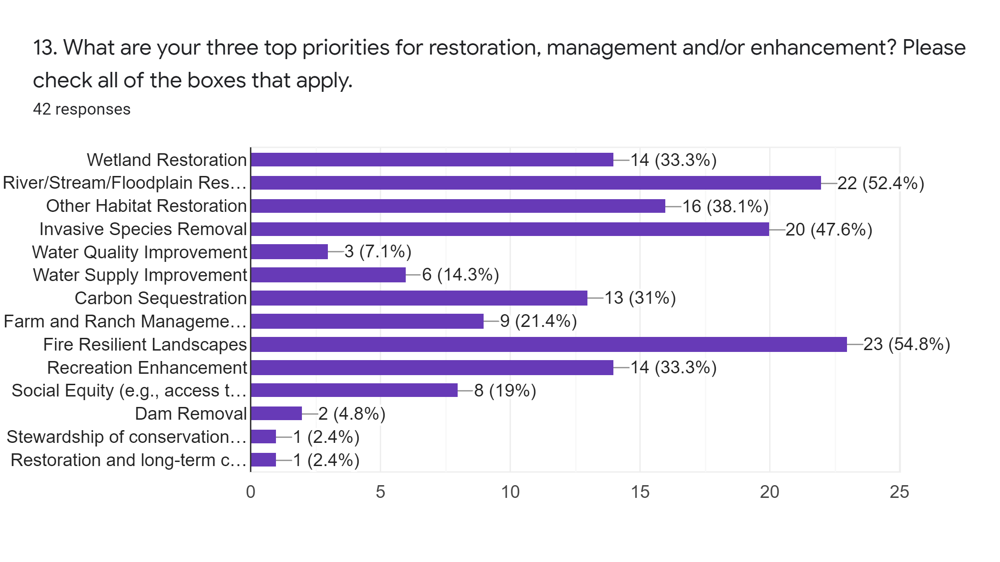 13. What are your three top priorities for restoration, management and/or enhancement? Please
check all of the boxes that apply.
42 responses
Wetland Restoration 14 (33.3%)
River/Stream/Floodplain Res… 22 (52.4%)
Other Habitat Restoration 16 (38.1%)
Invasive Species Removal 20 (47.6%)
Water Quality Improvement 3 (7.1%)
Water Supply Improvement 6 (14.3%)
Carbon Sequestration 13 (31%)
Farm and Ranch Manageme… 9 (21.4%)
Fire Resilient Landscapes 23 (54.8%)
Recreation Enhancement 14 (33.3%)
Social Equity (e.g., access t… 8 (19%)
Dam Removal 2 (4.8%)
Stewardship of conservation… 1 (2.4%)
Restoration and long-term c… 1 (2.4%)
0 5 10 15 20 25